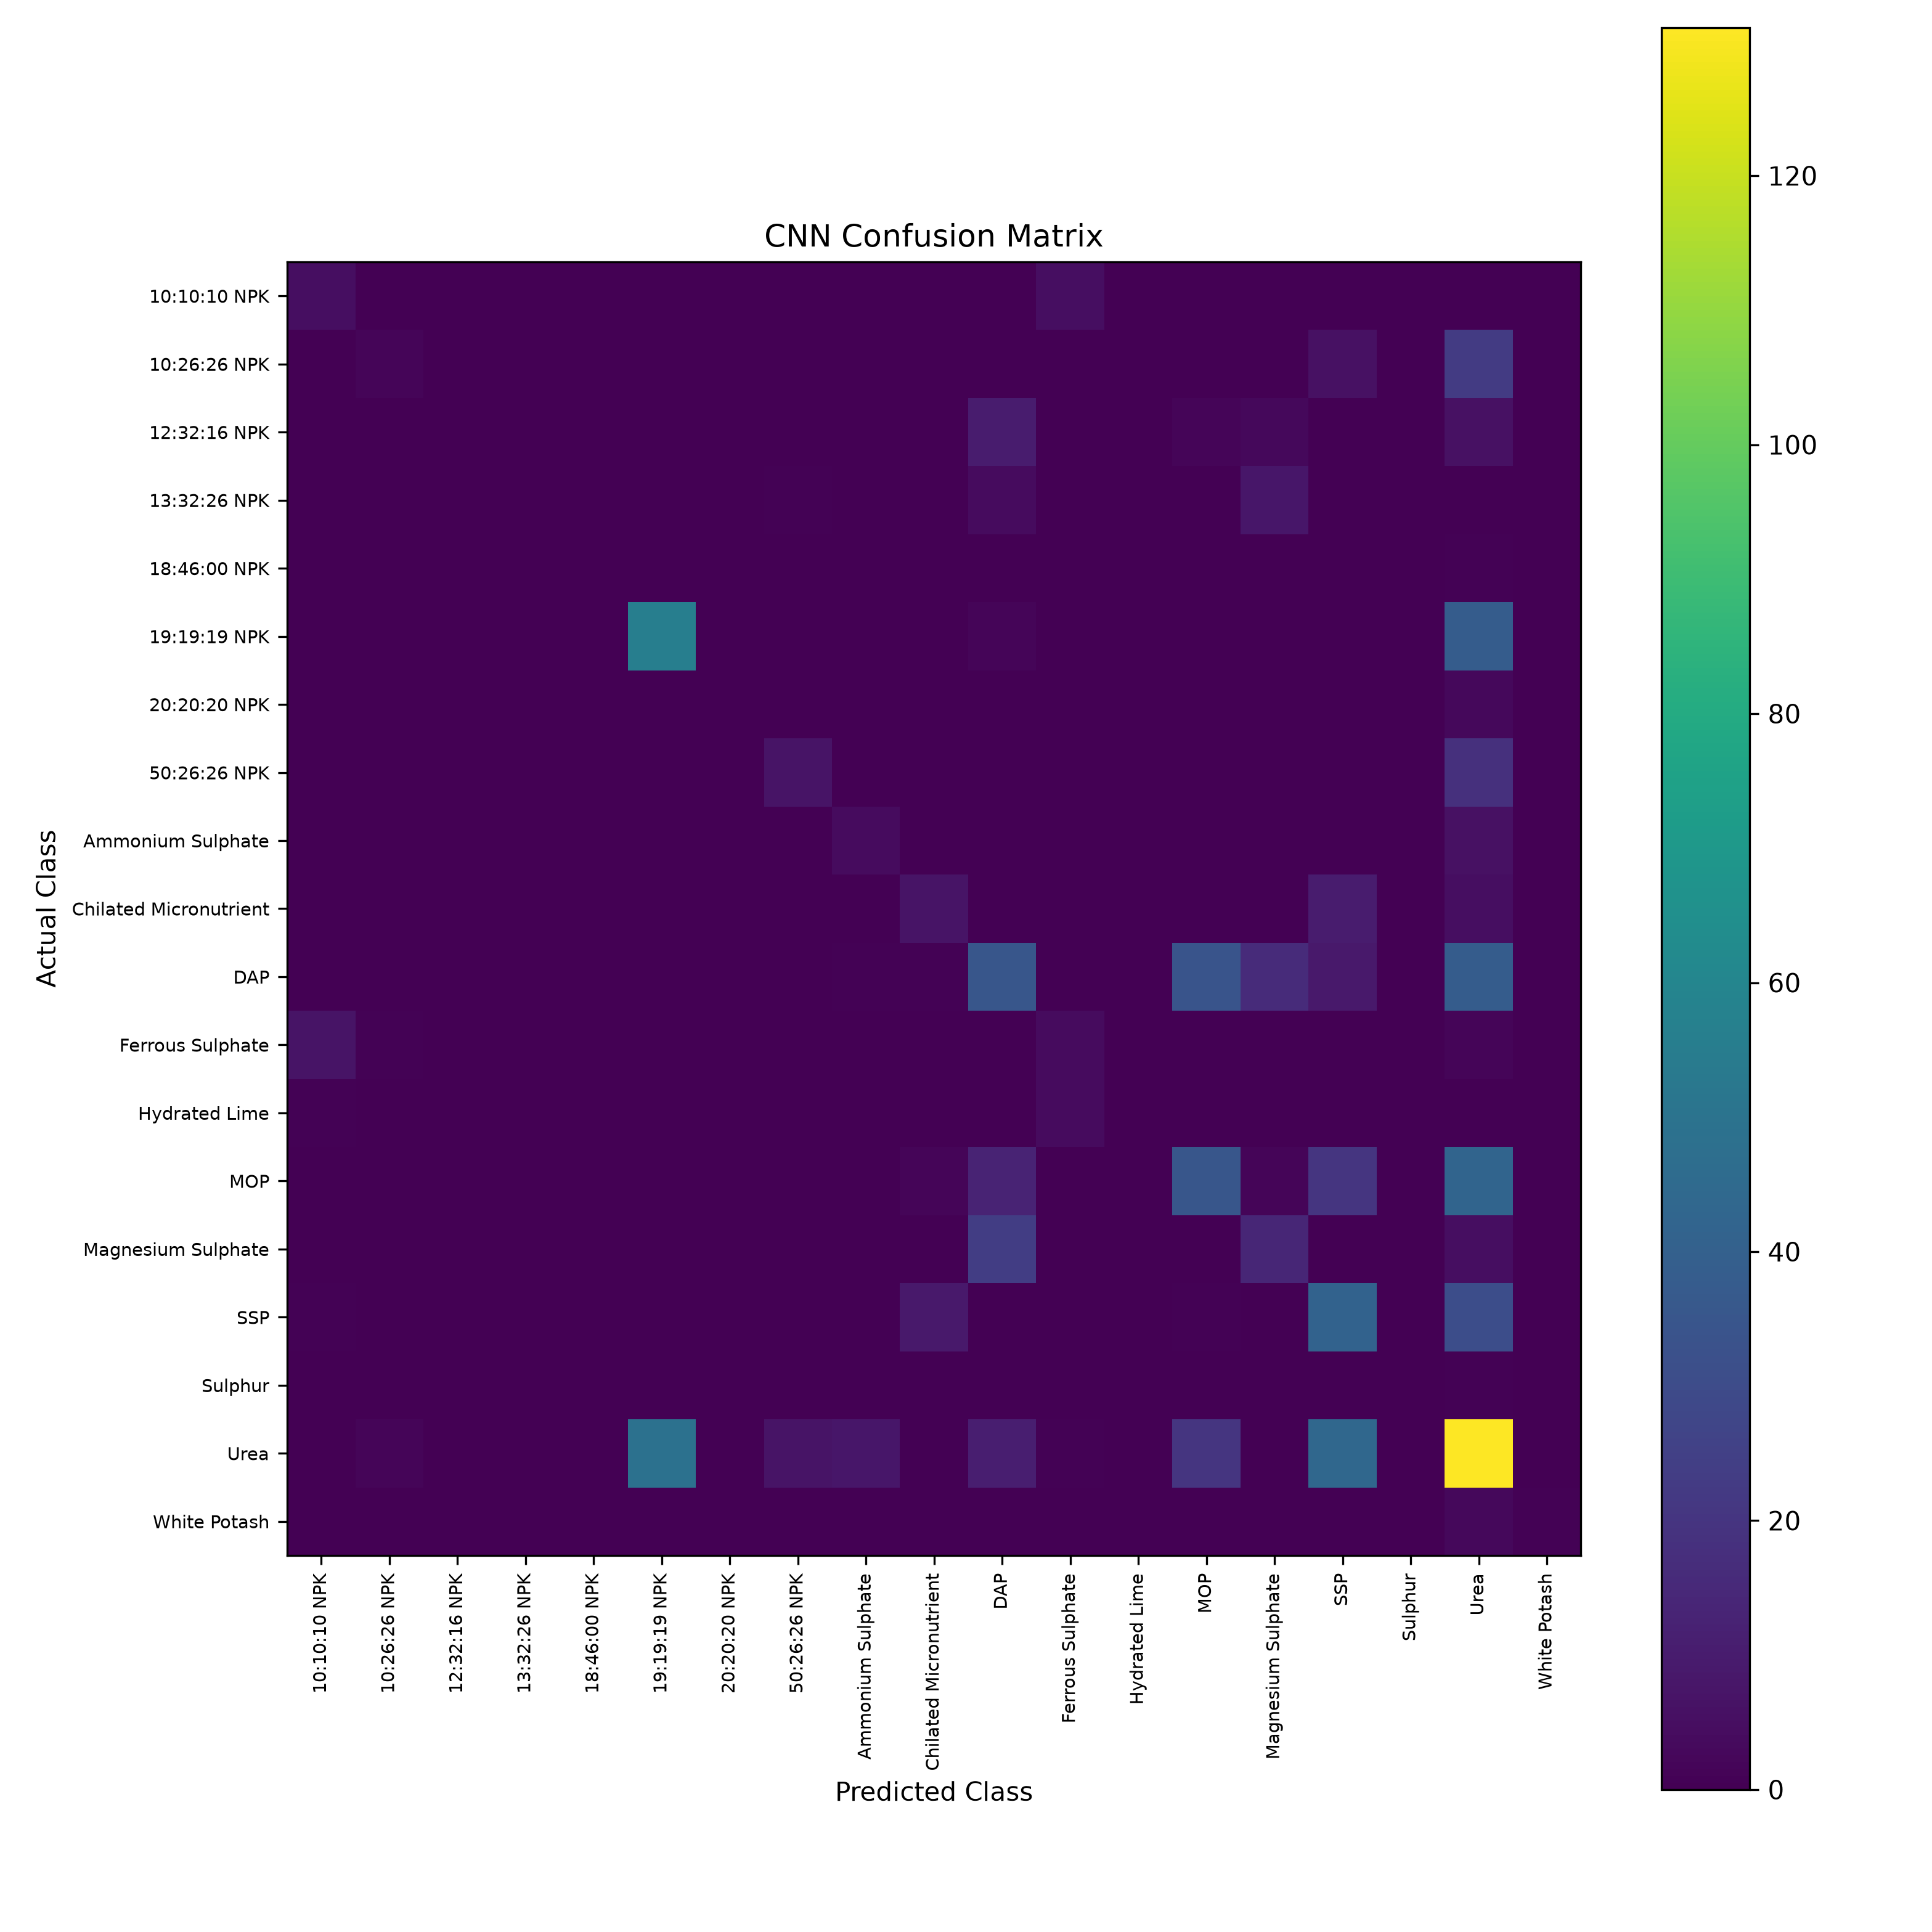 CNN Confusion Matrix
Actual Class
10:10:10 NPK
10:26:26 NPK
12:32:16 NPK
13:32:26 NPK
18:46:00 NPK
19:19:19 NPK
20:20:20 NPK
50:26:26 NPK
Ammonium Sulphate
Chilated Micronutrient
DAP
Ferrous Sulphate
Hydrated Lime
MOP
Magnesium Sulphate
SSP
Sulphur
Urea
White Potash
10:10:10 NPK
10:26:26 NPK
12:32:16 NPK
13:32:26 NPK
18:46:00 NPK
19:19:19 NPK
20:20:20 NPK
50:26:26 NPK
Ammonium Sulphate
Chilated Micronutrient
DAP
Ferrous Sulphate
Hydrated Lime
MOP
Magnesium Sulphate
SSP
Sulphur
Urea
White Potash
Predicted Class
120
100
80
60
40
20
0